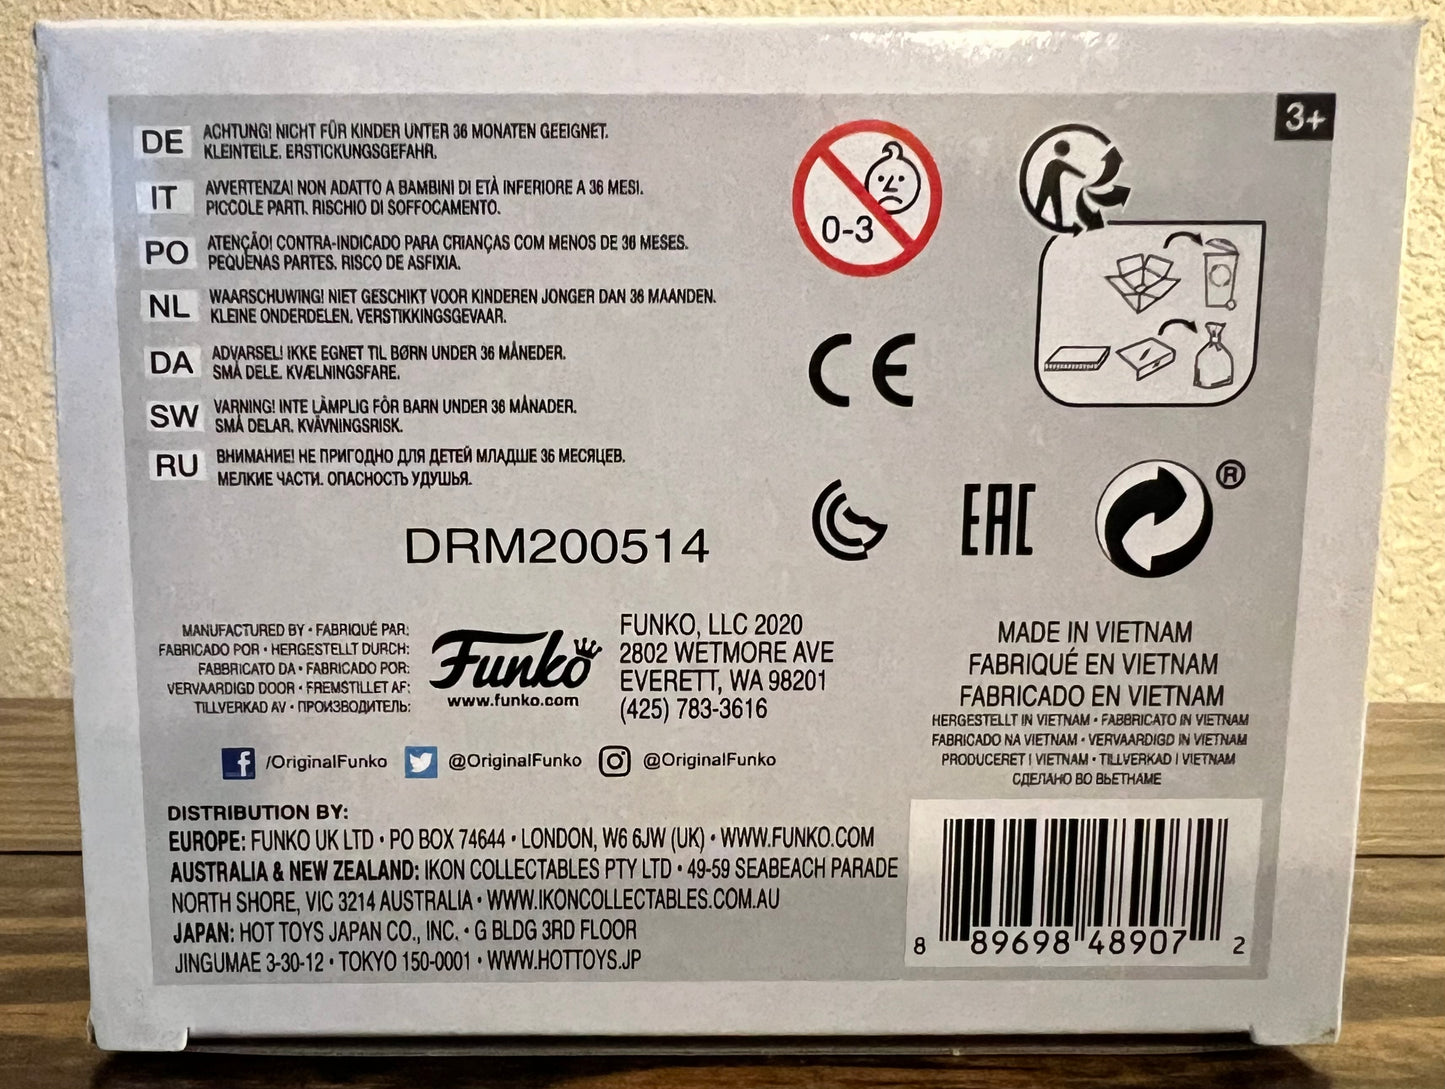 3+
DE
ACHTUNG! NICHT FÜR KINDER UNTER 36 MONATEN GEEIGNET.
KLEINTEILE. ERSTICKUNGSGEFAHR.
IT
AVVERTENZA! NON ADATTO A BAMBINI DI ETÀ INFERIORE A 36 MESI.
PICCOLE PARTI. RISCHIO DI SOFFOCAMENTO.
PO
ATENÇÃO! CONTRA-INDICADO PARA CRIANÇAS COM MENOS DE 36 MESES.
PEQUENAS PARTES. RISCO DE ASFIXIA.
NL
WAARSCHUWING! NIET GESCHIKT VOOR KINDEREN JONGER DAN 36 MAANDEN.
KLEINE ONDERDELEN. VERSTIKKINGSGEVAAR.
DA
ADVARSEL! IKKE EGNET TIL BØRN UNDER 36 MÅNEDER.
SMÅ DELE. KVÆLNINGSFARE.
SW
VARNING! INTE LÄMPLIG FÖR BARN UNDER 36 MÅNADER.
SMÅ DELAR. KVÄVNINGSRISK.
RU
ВНИМАНИЕ! НЕ ПРИГОДНО ДЛЯ ДЕТЕЙ МЛАДШЕ 36 МЕСЯЦЕВ.
МЕЛКИЕ ЧАСТИ. ОПАСНОСТЬ УДУШЬЯ.
0-3
CE
EAC
®
DRM200514
MANUFACTURED BY • FABRIQUÉ PAR:
FABRICADO POR • HERGESTELLT DURCH:
FABBRICATO DA • FABRICADO POR:
VERVAARDIGD DOOR • FREMSTILLET AF:
TILLVERKAD AV • ПРОИЗВОДИТЕЛЬ:
Funko
www.funko.com
FUNKO, LLC 2020
2802 WETMORE AVE
EVERETT, WA 98201
(425) 783-3616
MADE IN VIETNAM
FABRIQUÉ EN VIETNAM
FABRICADO EN VIETNAM
HERGESTELLT IN VIETNAM • FABBRICATO IN VIETNAM
FABRICADO NA VIETNAM • VERVAARDIGD IN VIETNAM
PRODUCERET I VIETNAM • TILLVERKAD I VIETNAM
СДЕЛАНО ВО ВЬЕТНАМЕ
/OriginalFunko @OriginalFunko @OriginalFunko
DISTRIBUTION BY:
EUROPE: FUNKO UK LTD • PO BOX 74644 • LONDON, W6 6JW (UK) • WWW.FUNKO.COM
AUSTRALIA & NEW ZEALAND: IKON COLLECTABLES PTY LTD • 49-59 SEABEACH PARADE
NORTH SHORE, VIC 3214 AUSTRALIA • WWW.IKONCOLLECTABLES.COM.AU
JAPAN: HOT TOYS JAPAN CO., INC. • G BLDG 3RD FLOOR
JINGUMAE 3-30-12 • TOKYO 150-0001 • WWW.HOTTOYS.JP
8 89698 48907 2